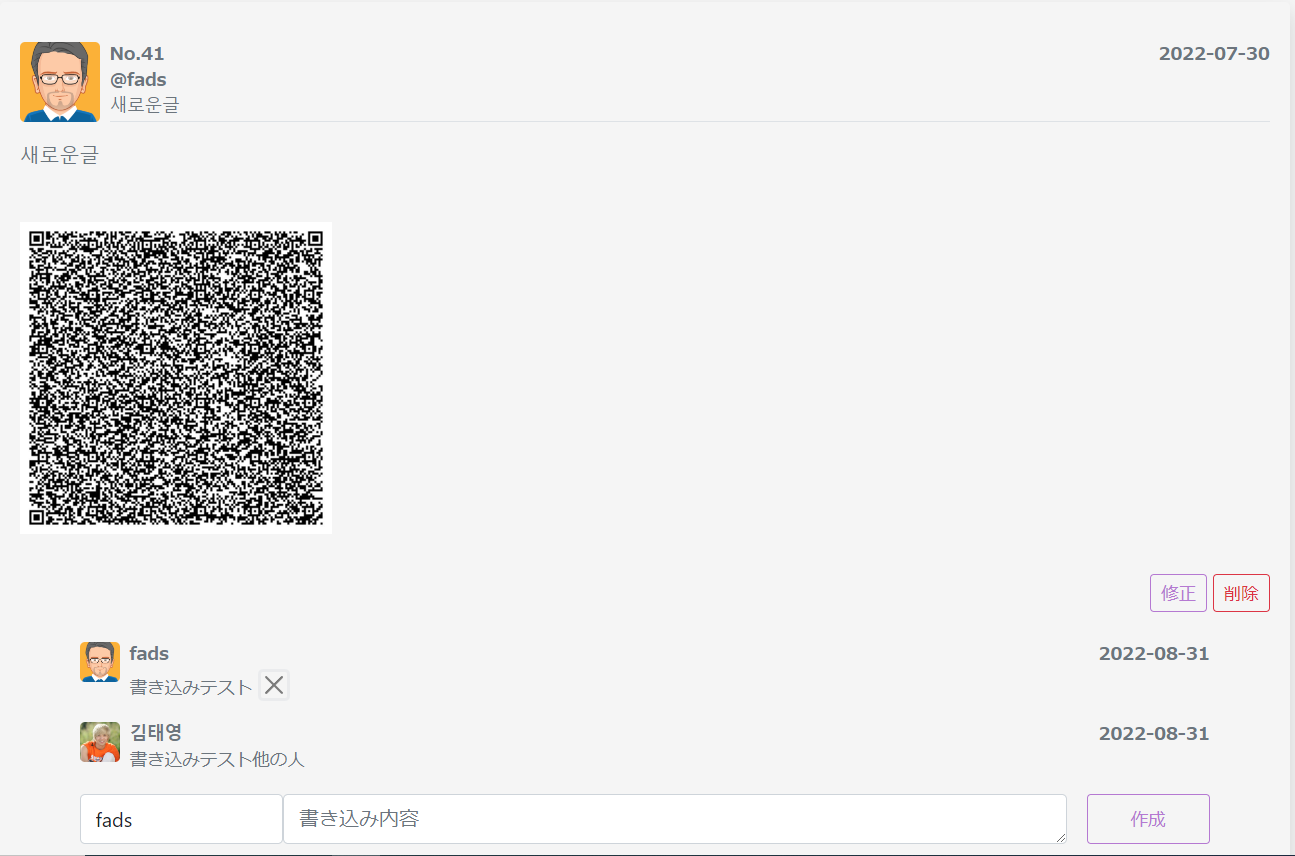 No.41
2022-07-30
@fads
새로운글
새로운글
修正
削除
fads
2022-08-31
書き込みテスト
김태영
2022-08-31
書き込みテスト他の人
fads
書き込み内容
作成